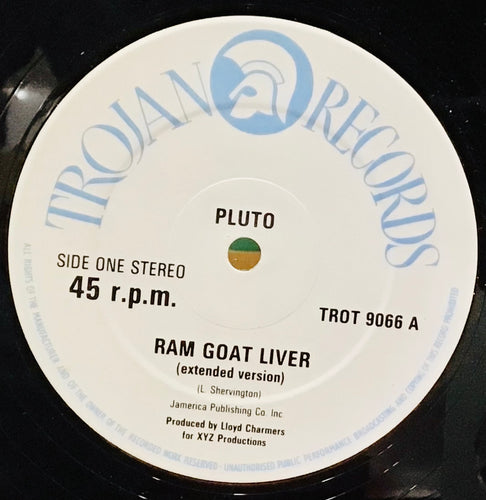 TROJAN RECORDS
PLUTO
SIDE ONE STEREO
45 r.p.m.
TROT 9066 A
RAM GOAT LIVER
(extended version)
(L. Shervington)
Jamerica Publishing Co. Inc
Produced by Lloyd Charmers
for XYZ Productions
ALL RIGHTS OF THE MANUFACTURER AND OF THE OWNER OF THE RECORDED WORK RESERVED · UNAUTHORISED PUBLIC PERFORMANCE BROADCASTING AND COPYING OF THIS RECORD PROHIBITED